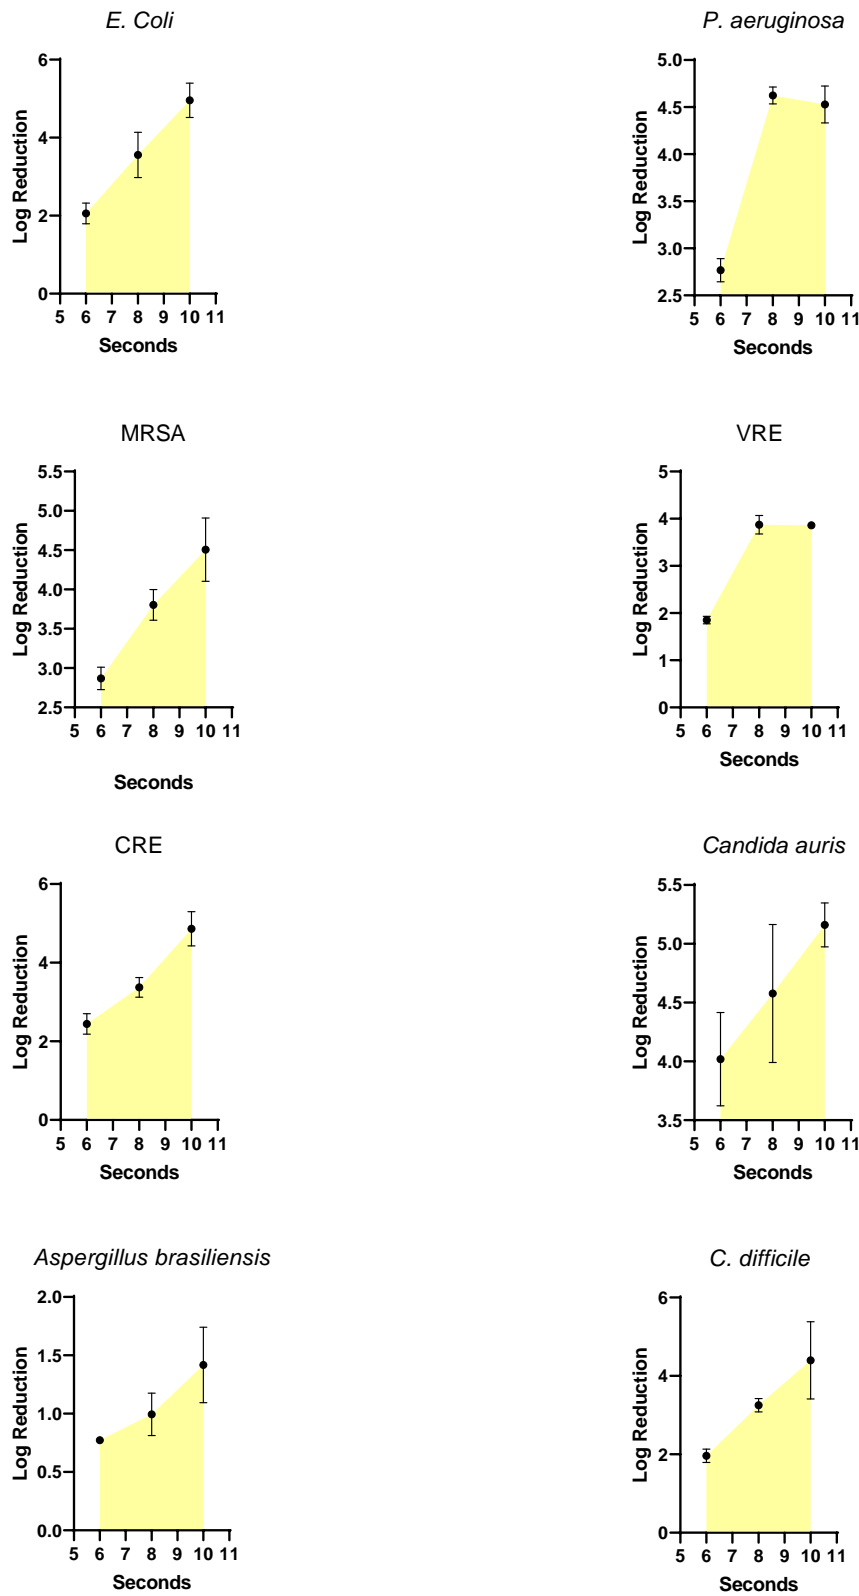 E. Coli
6
4
2
0
Log Reduction
5 6 7 8 9 10 11
Seconds
P. aeruginosa
5.0
4.5
4.0
3.5
3.0
2.5
Log Reduction
5 6 7 8 9 10 11
Seconds
MRSA
5.5
5.0
4.5
4.0
3.5
3.0
2.5
Log Reduction
5 6 7 8 9 10 11
Seconds
VRE
5
4
3
2
1
0
Log Reduction
5 6 7 8 9 10 11
Seconds
CRE
6
4
2
0
Log Reduction
5 6 7 8 9 10 11
Seconds
Candida auris
5.5
5.0
4.5
4.0
3.5
Log Reduction
5 6 7 8 9 10 11
Seconds
Aspergillus brasiliensis
2.0
1.5
1.0
0.5
0.0
Log Reduction
5 6 7 8 9 10 11
Seconds
C. difficile
6
4
2
0
Log Reduction
5 6 7 8 9 10 11
Seconds